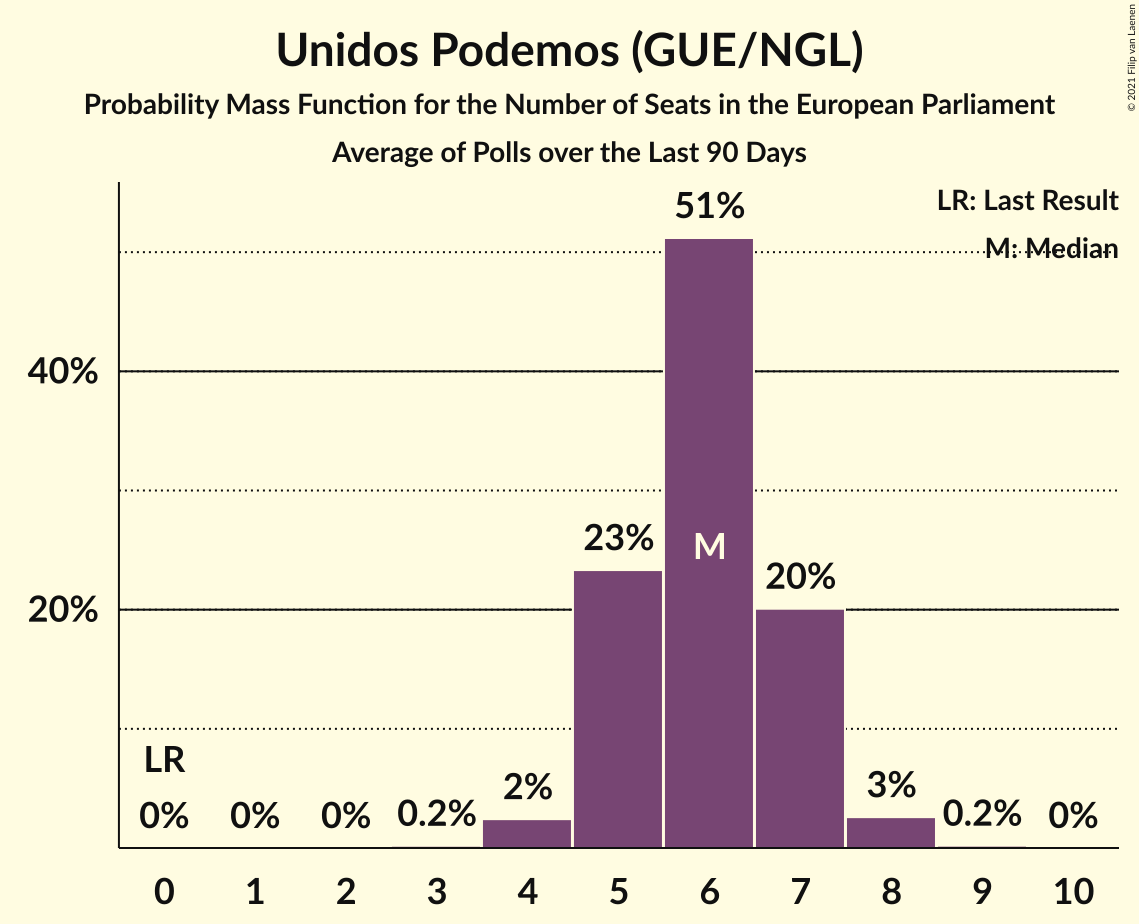 Unidos Podemos (GUE/NGL)
Probability Mass Function for the Number of Seats in the European Parliament
Average of Polls over the Last 90 Days
© 2021 Filip van Laenen
LR: Last Result
M: Median
51%
40%
23%
M
20%
20%
LR
0%
0%
0%
0.2%
2%
3%
0.2%
0%
0 1 2 3 4 5 6 7 8 9 10